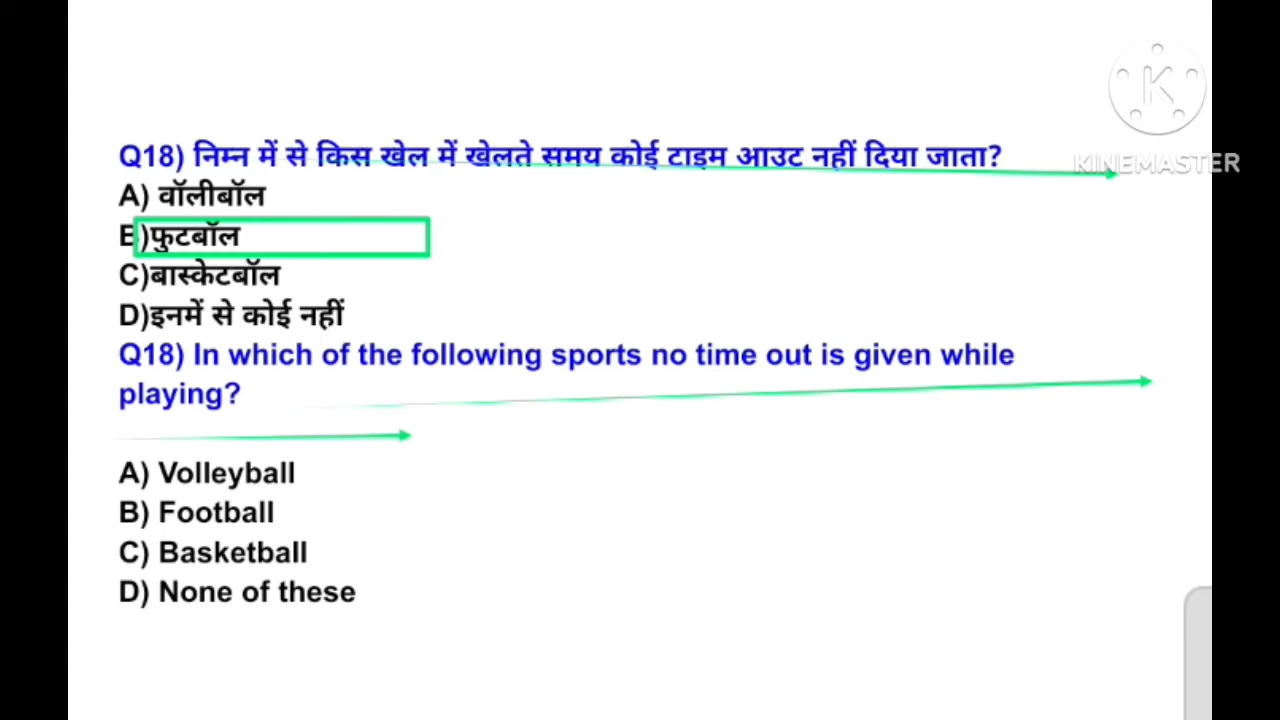 Q18) निम्न में से किस खेल में खेलते समय कोई टाइम आउट नहीं दिया जाता?
KINEMASTER
A) वॉलीबॉल
B)फुटबॉल
C)बास्केटबॉल
D)इनमें से कोई नहीं
Q18) In which of the following sports no time out is given while
playing?
A) Volleyball
B) Football
C) Basketball
D) None of these